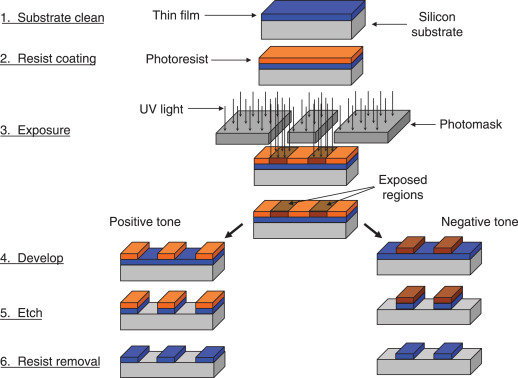 1. Substrate clean
Thin film
Silicon
substrate
2. Resist coating
Photoresist
UV light
3. Exposure
Photomask
Exposed
regions
Positive tone
Negative tone
4. Develop
5. Etch
6. Resist removal